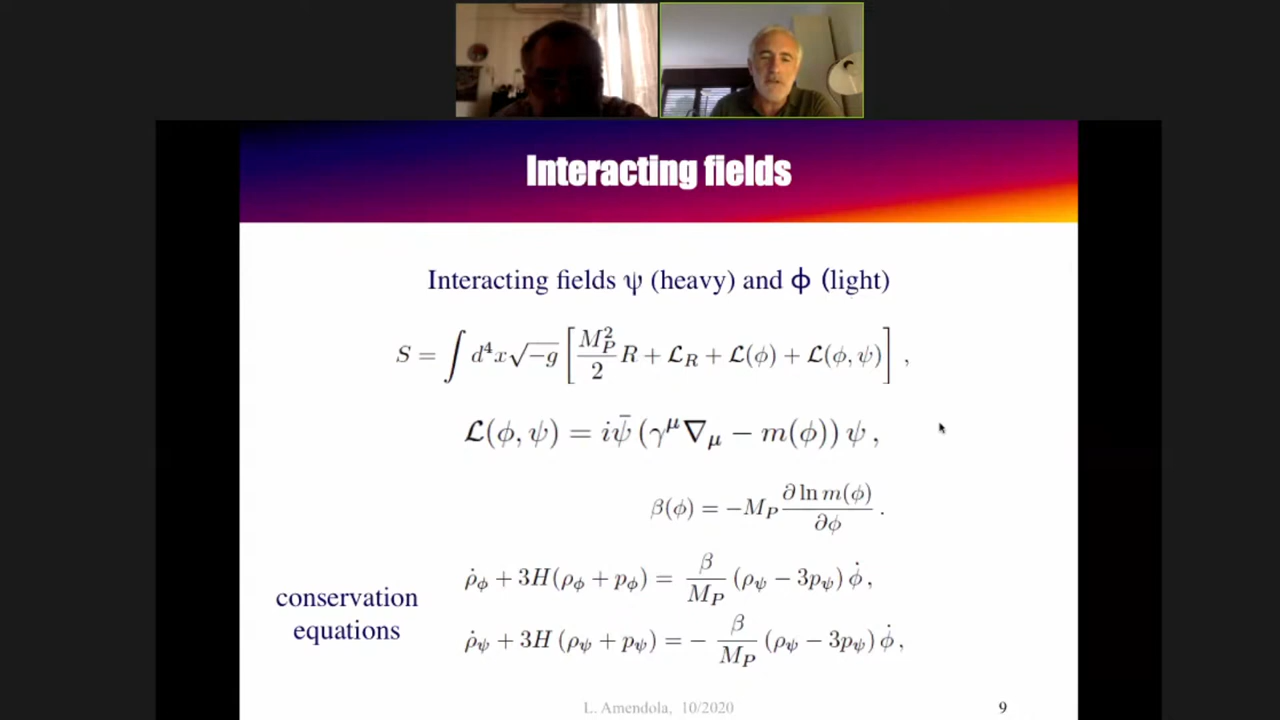 Interacting fields
Interacting fields ψ (heavy) and ϕ (light)
S = ∫ d⁴x√−g [ M_P²/2 R + ℒ_R + ℒ(ϕ) + ℒ(ϕ, ψ) ] ,
ℒ(ϕ, ψ) = iψ̄ (γ^μ ∇_μ − m(ϕ)) ψ ,
β(ϕ) = −M_P ∂ ln m(ϕ)/∂ϕ .
conservation
equations
ρ̇_ϕ + 3H(ρ_ϕ + p_ϕ) = β/M_P (ρ_ψ − 3p_ψ) ϕ̇ ,
ρ̇_ψ + 3H (ρ_ψ + p_ψ) = − β/M_P (ρ_ψ − 3p_ψ) ϕ̇ ,
L. Amendola, 10/2020
9